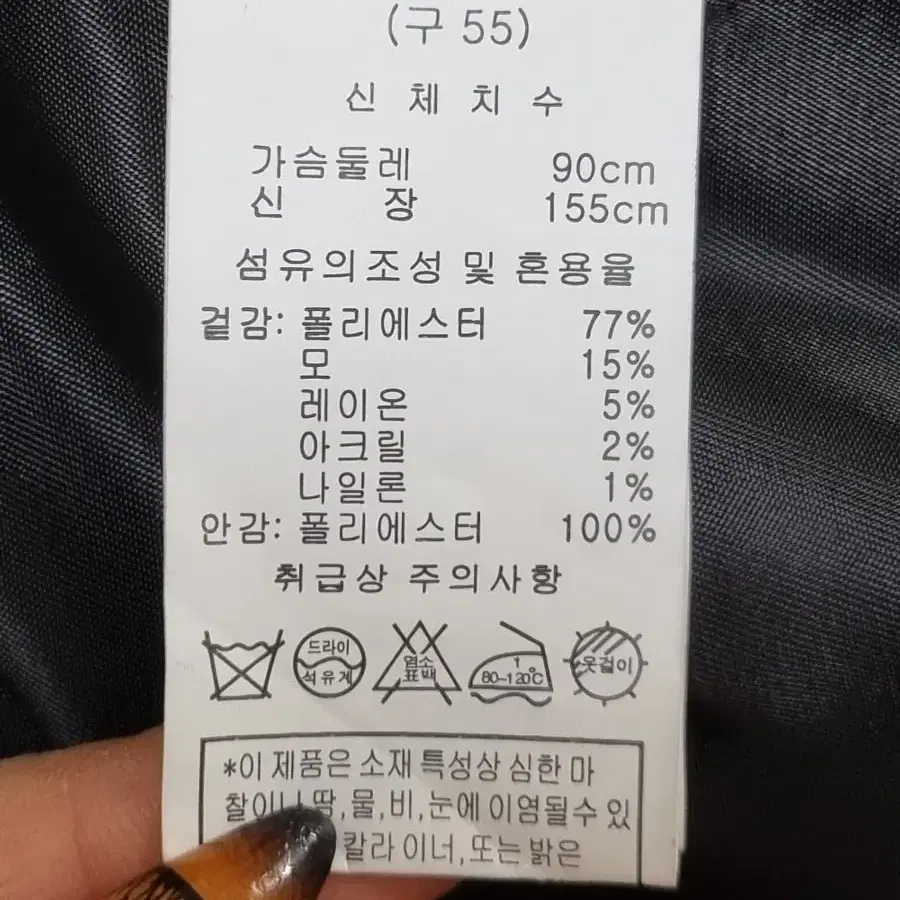 (구 55)
신 체 치 수
가슴둘레 90cm
신 장 155cm
섬유의조성 및 혼용율
겉감: 폴리에스터 77%
모 15%
레이온 5%
아크릴 2%
나일론 1%
안감: 폴리에스터 100%
취급상 주의사항
드라이
석유계
염소
표백
1
80~120℃
옷걸이
*이 제품은 소재 특성상 심한 마
찰이나 땀,물,비,눈에 이염될수 있
칼라 이너,또는 밝은